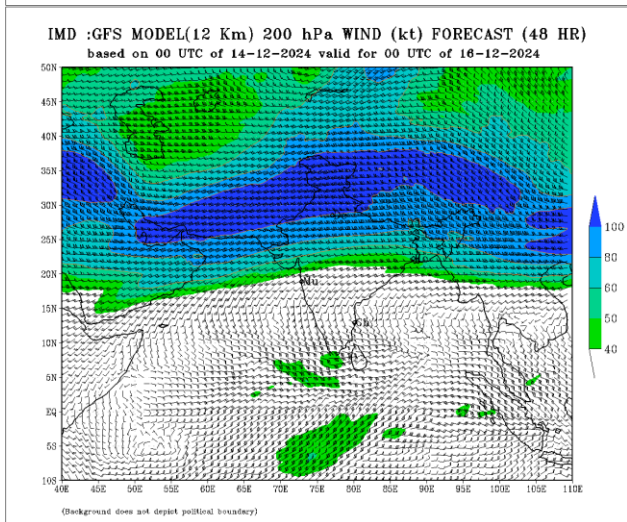 IMD :GFS MODEL(12 Km) 200 hPa WIND (kt) FORECAST (48 HR)
based on 00 UTC of 14-12-2024 valid for 00 UTC of 16-12-2024
50N
45N
40N
35N
30N
25N
20N
15N
10N
5N
EQ
5S
10S
40E 45E 50E 55E 60E 65E 70E 75E 80E 85E 90E 95E 100E 105E 110E
Mu
Ch
100
80
60
50
40
(Background does not depict political boundary)